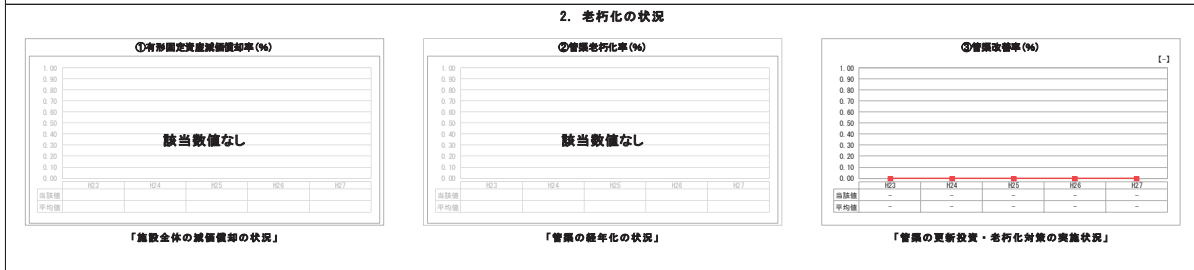 2. 老朽化の状況
①有形固定資産減価償却率(%)
1.00
0.90
0.80
0.70
0.60
0.50
0.40
0.30
0.20
0.10
0.00
該当数値なし
H23 H24 H25 H26 H27
当該値
平均値
「施設全体の減価償却の状況」
②管渠老朽化率(%)
1.00
0.90
0.80
0.70
0.60
0.50
0.40
0.30
0.20
0.10
0.00
該当数値なし
H23 H24 H25 H26 H27
当該値
平均値
「管渠の経年化の状況」
③管渠改善率(%)
【-】
1.00
0.90
0.80
0.70
0.60
0.50
0.40
0.30
0.20
0.10
0.00
H23 H24 H25 H26 H27
当該値 - - - - -
平均値 - - - - -
「管渠の更新投資・老朽化対策の実施状況」